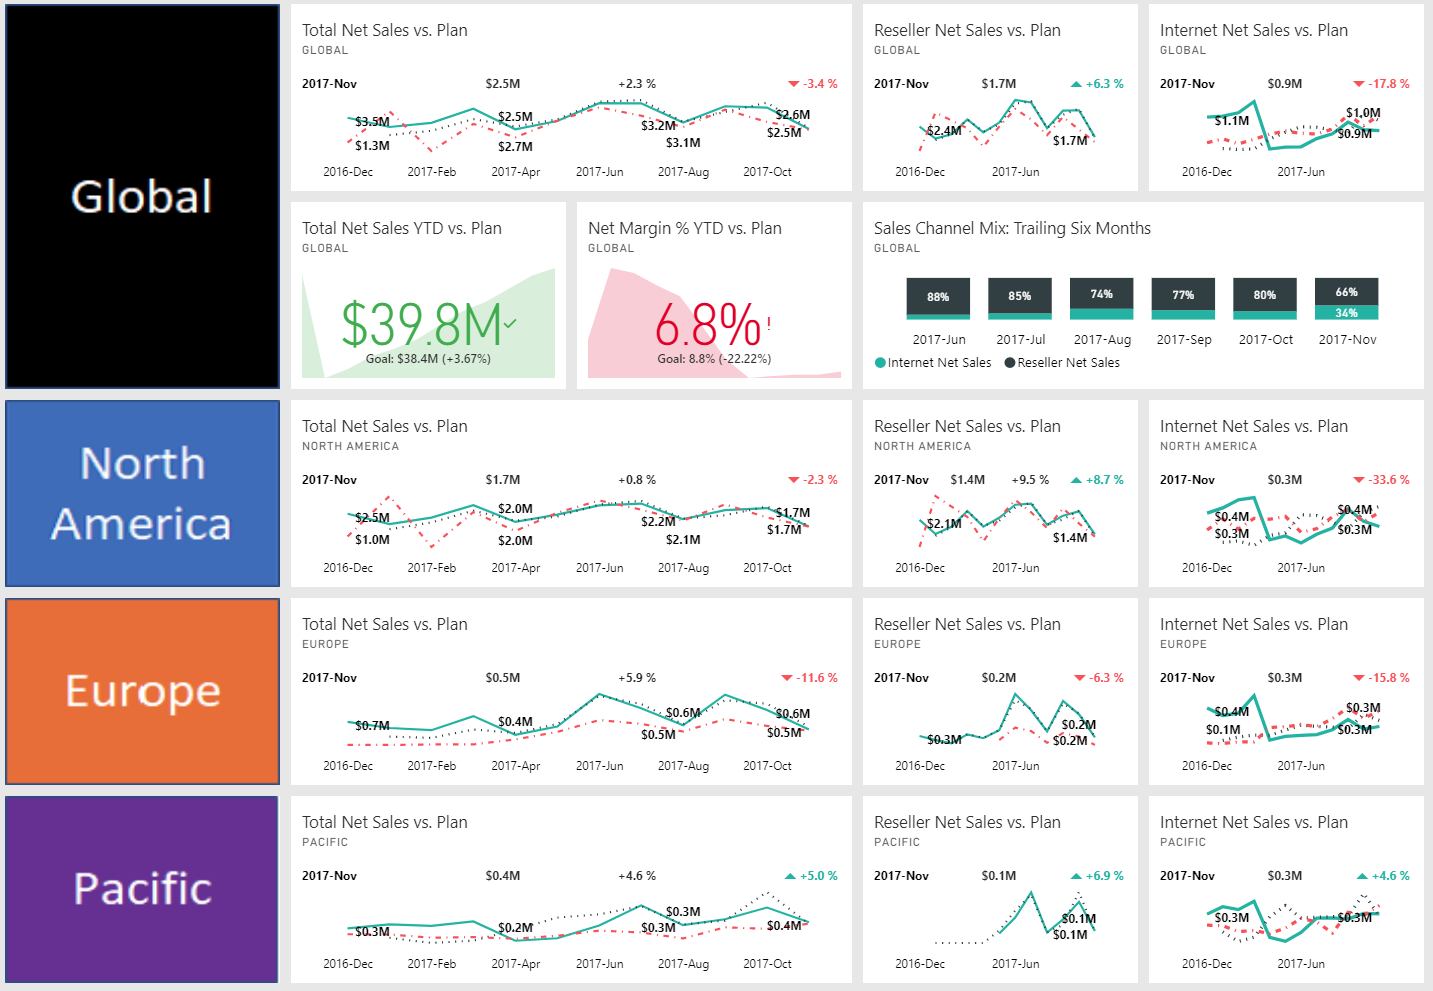 Global
Total Net Sales vs. Plan
GLOBAL
2017-Nov $2.5M +2.3 % -3.4 %
$3.5M $2.5M $3.2M $2.6M
$1.3M $2.7M $3.1M $2.5M
2016-Dec 2017-Feb 2017-Apr 2017-Jun 2017-Aug 2017-Oct
Reseller Net Sales vs. Plan
GLOBAL
2017-Nov $1.7M +6.3 %
$2.4M $1.7M
2016-Dec 2017-Jun
Internet Net Sales vs. Plan
GLOBAL
2017-Nov $0.9M -17.8 %
$1.1M $1.0M
$0.9M
2016-Dec 2017-Jun
Total Net Sales YTD vs. Plan
GLOBAL
$39.8M
Goal: $38.4M (+3.67%)
Net Margin % YTD vs. Plan
GLOBAL
6.8%!
Goal: 8.8% (-22.22%)
Sales Channel Mix: Trailing Six Months
GLOBAL
88% 85% 74% 77% 80% 66%
34%
2017-Jun 2017-Jul 2017-Aug 2017-Sep 2017-Oct 2017-Nov
Internet Net Sales Reseller Net Sales
North
America
Total Net Sales vs. Plan
NORTH AMERICA
2017-Nov $1.7M +0.8 % -2.3 %
$2.5M $2.0M $2.2M $1.7M
$1.0M $2.0M $2.1M $1.7M
2016-Dec 2017-Feb 2017-Apr 2017-Jun 2017-Aug 2017-Oct
Reseller Net Sales vs. Plan
NORTH AMERICA
2017-Nov $1.4M +9.5 % +8.7 %
$2.1M $1.4M
2016-Dec 2017-Jun
Internet Net Sales vs. Plan
NORTH AMERICA
2017-Nov $0.3M -33.6 %
$0.4M $0.4M
$0.3M $0.3M
2016-Dec 2017-Jun
Europe
Total Net Sales vs. Plan
EUROPE
2017-Nov $0.5M +5.9 % -11.6 %
$0.7M $0.4M $0.6M $0.6M
$0.5M $0.5M
2016-Dec 2017-Feb 2017-Apr 2017-Jun 2017-Aug 2017-Oct
Reseller Net Sales vs. Plan
EUROPE
2017-Nov $0.2M -6.3 %
$0.2M
$0.3M $0.2M
2016-Dec 2017-Jun
Internet Net Sales vs. Plan
EUROPE
2017-Nov $0.3M -15.8 %
$0.4M $0.3M
$0.1M $0.3M
2016-Dec 2017-Jun
Pacific
Total Net Sales vs. Plan
PACIFIC
2017-Nov $0.4M +4.6 % +5.0 %
$0.3M
$0.3M $0.2M $0.3M $0.4M
2016-Dec 2017-Feb 2017-Apr 2017-Jun 2017-Aug 2017-Oct
Reseller Net Sales vs. Plan
PACIFIC
2017-Nov $0.1M +6.9 %
$0.1M
$0.1M
2016-Dec 2017-Jun
Internet Net Sales vs. Plan
PACIFIC
2017-Nov $0.3M +4.6 %
$0.3M $0.3M
2016-Dec 2017-Jun